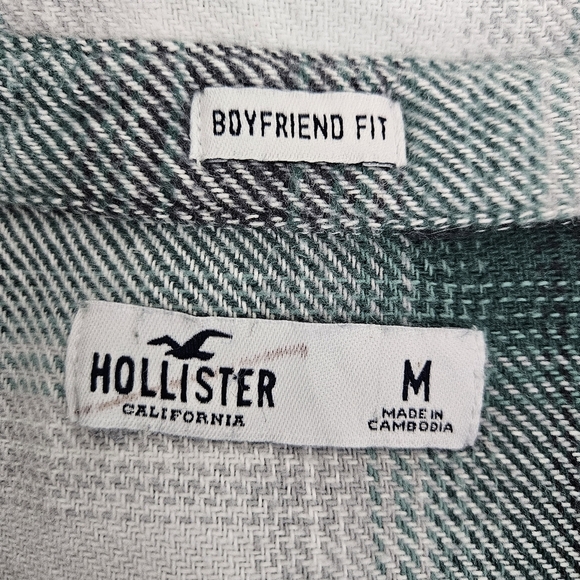 BOYFRIEND FIT
HOLLISTER
CALIFORNIA
M
MADE IN
CAMBODIA